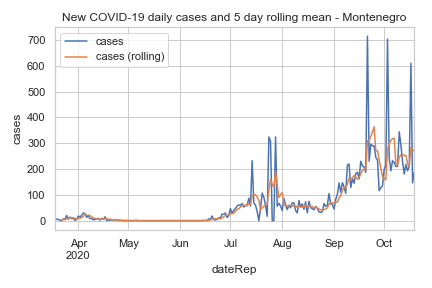 New COVID-19 daily cases and 5 day rolling mean - Montenegro
cases
cases (rolling)
700
600
500
400
300
200
100
0
cases
Apr
2020
May
Jun
Jul
Aug
Sep
Oct
dateRep